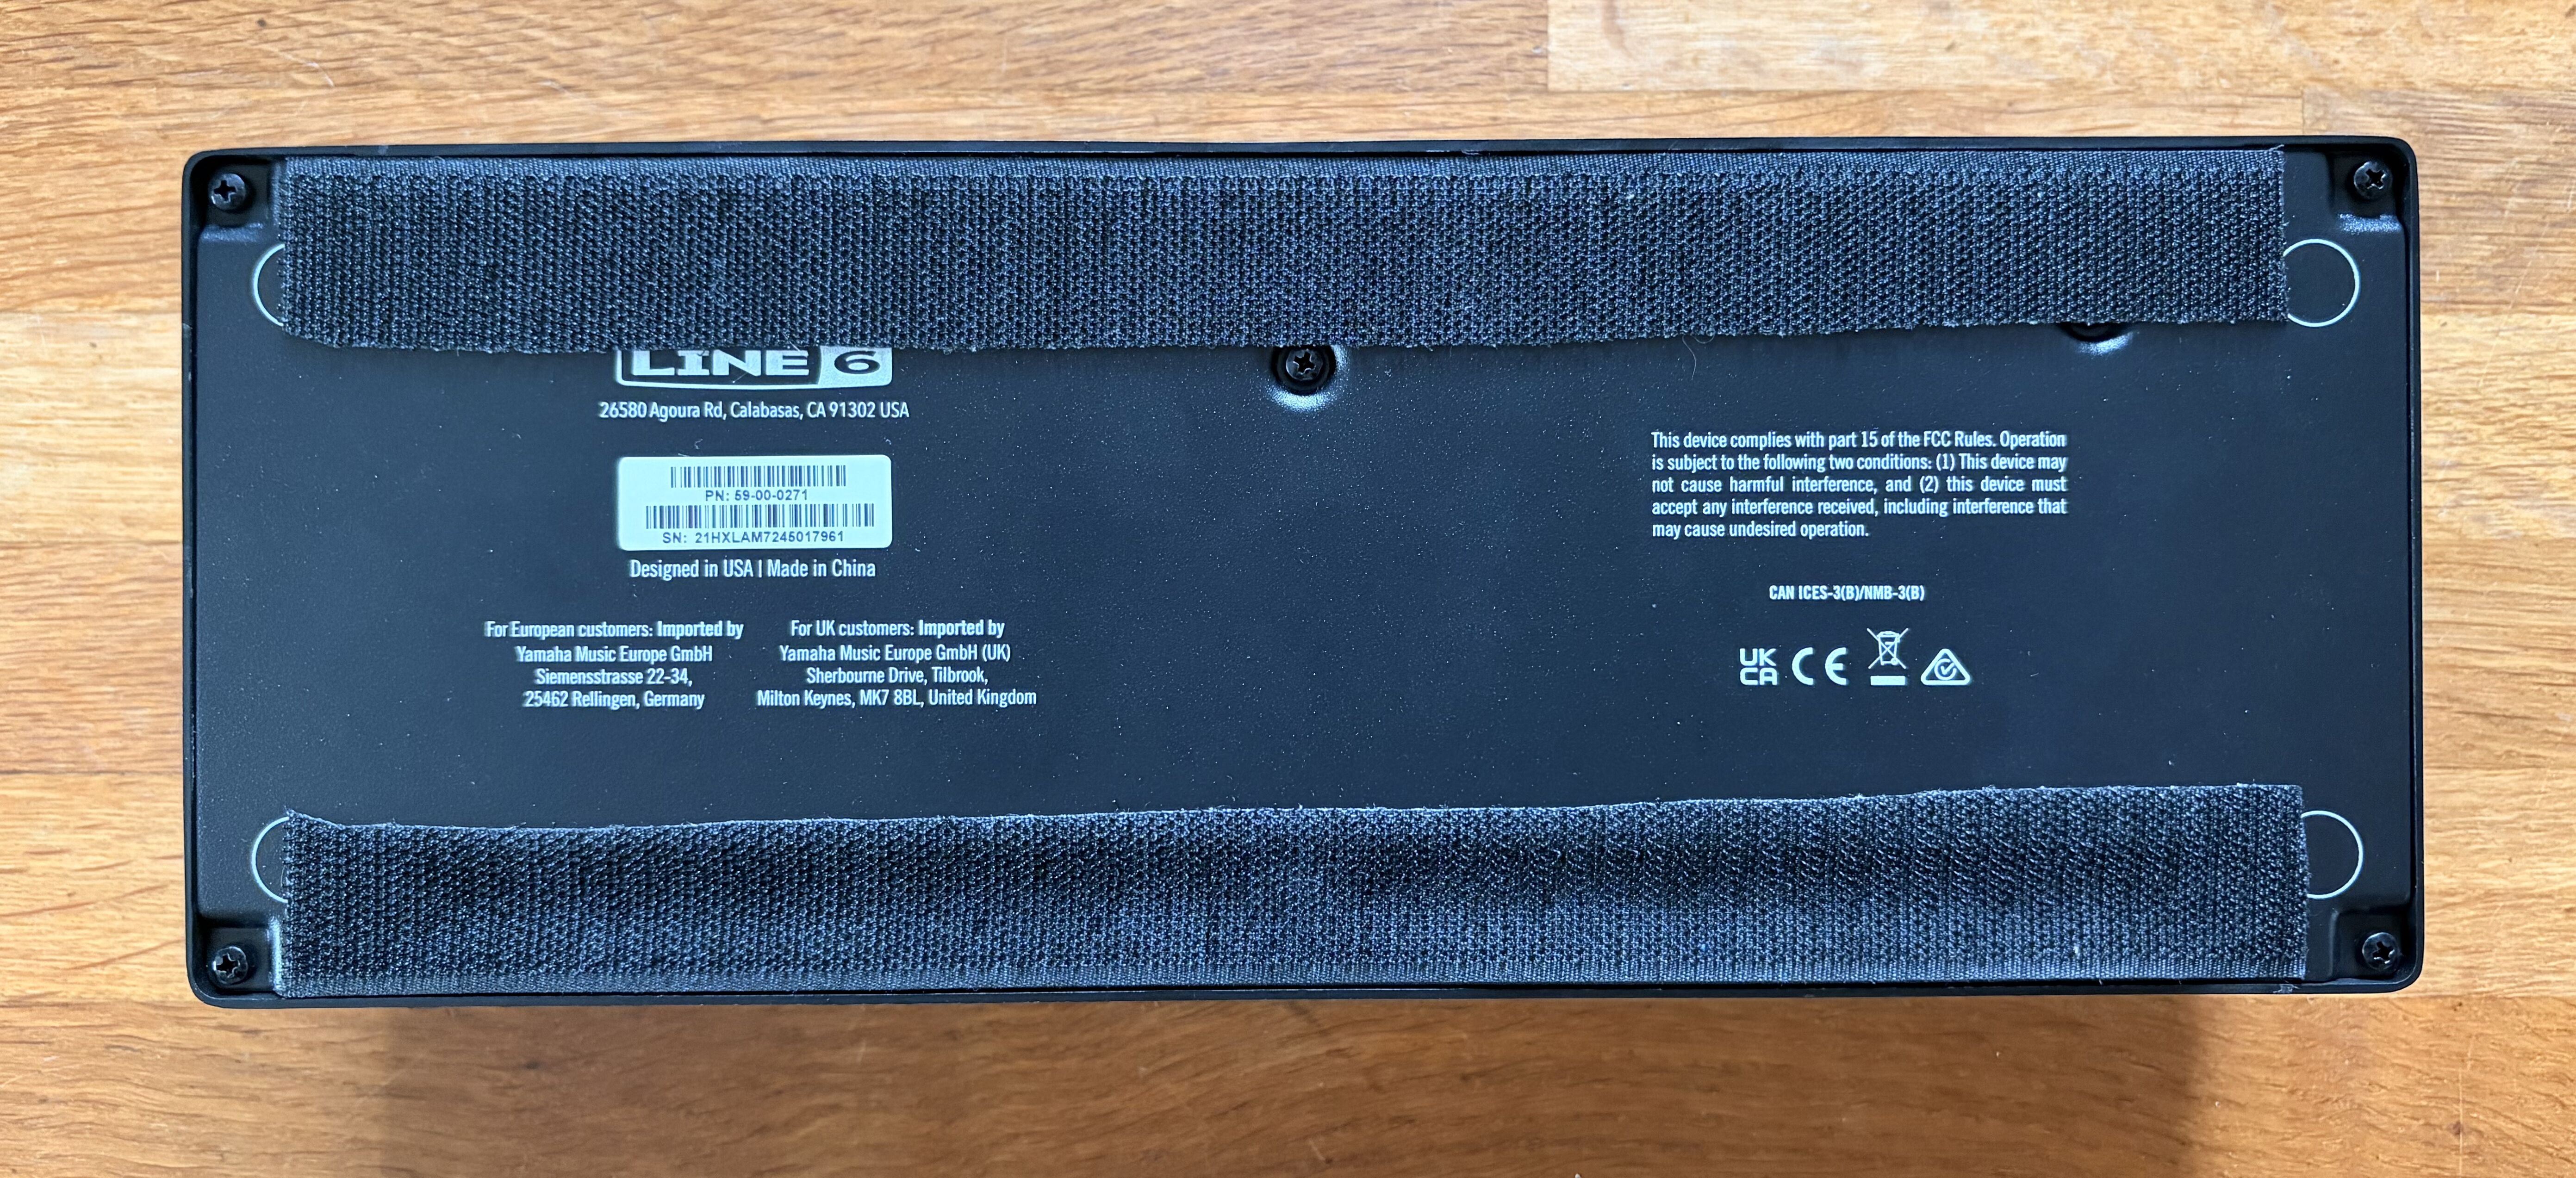 LINE 6
26580 Agoura Rd, Calabasas, CA 91302 USA
PN: 59-00-0271
SN: 21HXLAM7245017961
Designed in USA | Made in China
For European customers: Imported by
Yamaha Music Europe GmbH
Siemensstrasse 22-34,
25462 Rellingen, Germany
For UK customers: Imported by
Yamaha Music Europe GmbH (UK)
Sherbourne Drive, Tilbrook,
Milton Keynes, MK7 8BL, United Kingdom
This device complies with part 15 of the FCC Rules. Operation
is subject to the following two conditions: (1) This device may
not cause harmful interference, and (2) this device must
accept any interference received, including interference that
may cause undesired operation.
CAN ICES-3(B)/NMB-3(B)
UK
CA CE